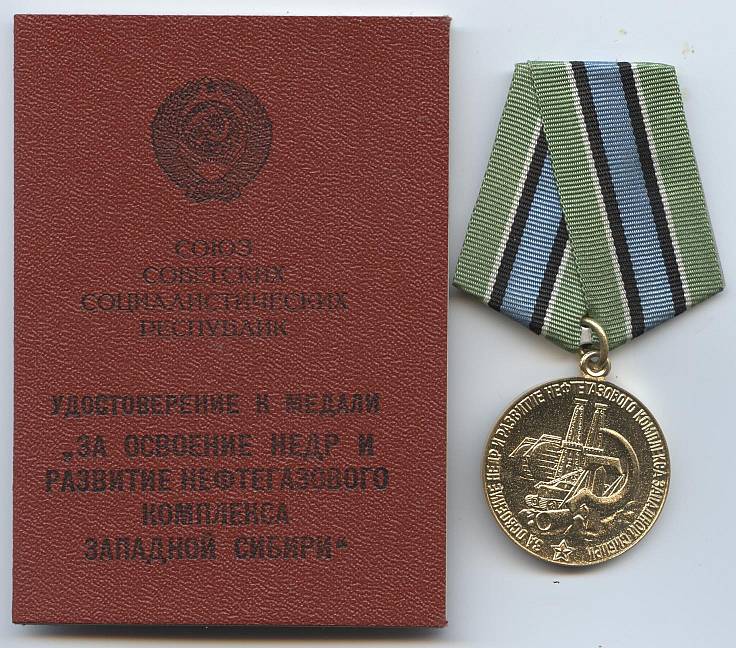 СОЮЗ
СОВЕТСКИХ
СОЦИАЛИСТИЧЕСКИХ
РЕСПУБЛИК
УДОСТОВЕРЕНИЕ К МЕДАЛИ
„ЗА ОСВОЕНИЕ НЕДР И
РАЗВИТИЕ НЕФТЕГАЗОВОГО
КОМПЛЕКСА
ЗАПАДНОЙ СИБИРИ“
ЗА ОСВОЕНИЕ НЕДР И РАЗВИТИЕ НЕФТЕГАЗОВОГО КОМПЛЕКСА ЗАПАДНОЙ СИБИРИ